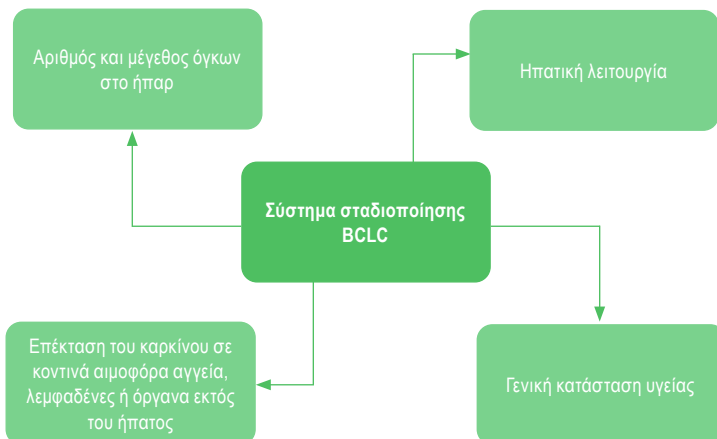 Αριθμός και μέγεθος όγκων
στο ήπαρ
Ηπατική λειτουργία
Σύστημα σταδιοποίησης
BCLC
Επέκταση του καρκίνου σε
κοντινά αιμοφόρα αγγεία,
λεμφαδένες ή όργανα εκτός
του ήπατος
Γενική κατάσταση υγείας